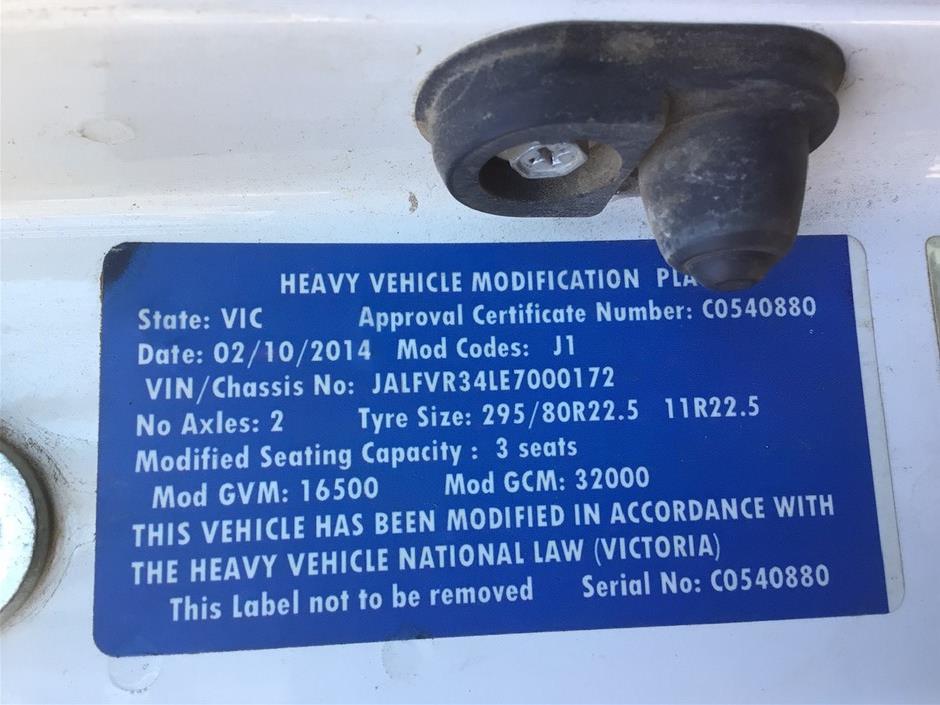 HEAVY VEHICLE MODIFICATION
State: VIC Approval Certificate Number: C0540880
Date: 02/10/2014 Mod Codes: J1
VIN/Chassis No: JALFVR34LE7000172
No Axles: 2 Tyre Size: 295/80R22.5 11R22.5
Modified Seating Capacity : 3 seats
Mod GVM: 16500 Mod GCM: 32000
THIS VEHICLE HAS BEEN MODIFIED IN ACCORDANCE WITH
THE HEAVY VEHICLE NATIONAL LAW (VICTORIA)
This Label not to be removed Serial No: C0540880